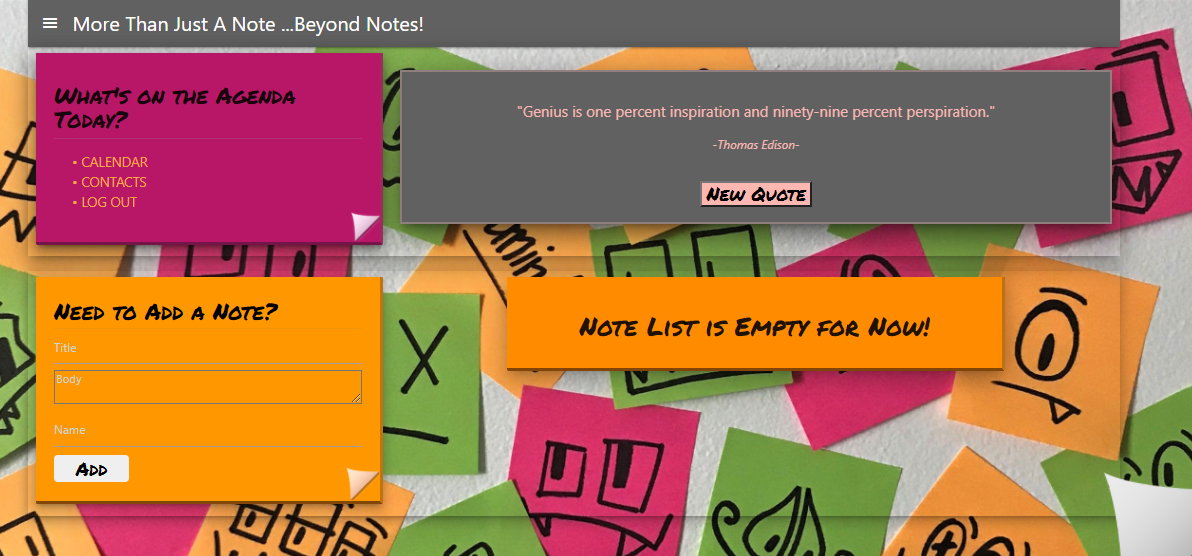 More Than Just A Note ...Beyond Notes!
What's on the Agenda
Today?
• CALENDAR
• CONTACTS
• LOG OUT
"Genius is one percent inspiration and ninety-nine percent perspiration."
-Thomas Edison-
New Quote
Need to Add a Note?
Title
Body
Name
Add
Note List is Empty for Now!